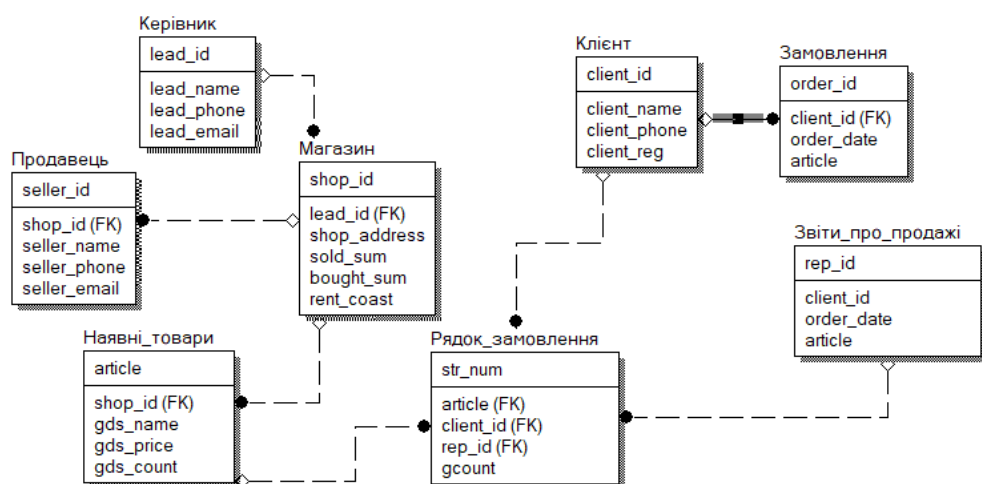 Керівник
lead_id
lead_name
lead_phone
lead_email
Клієнт
client_id
client_name
client_phone
client_reg
Замовлення
order_id
client_id (FK)
order_date
article
Продавець
seller_id
shop_id (FK)
seller_name
seller_phone
seller_email
Магазин
shop_id
lead_id (FK)
shop_address
sold_sum
bought_sum
rent_coast
Звіти_про_продажі
rep_id
client_id
order_date
article
Наявні_товари
article
shop_id (FK)
gds_name
gds_price
gds_count
Рядок_замовлення
str_num
article (FK)
client_id (FK)
rep_id (FK)
gcount